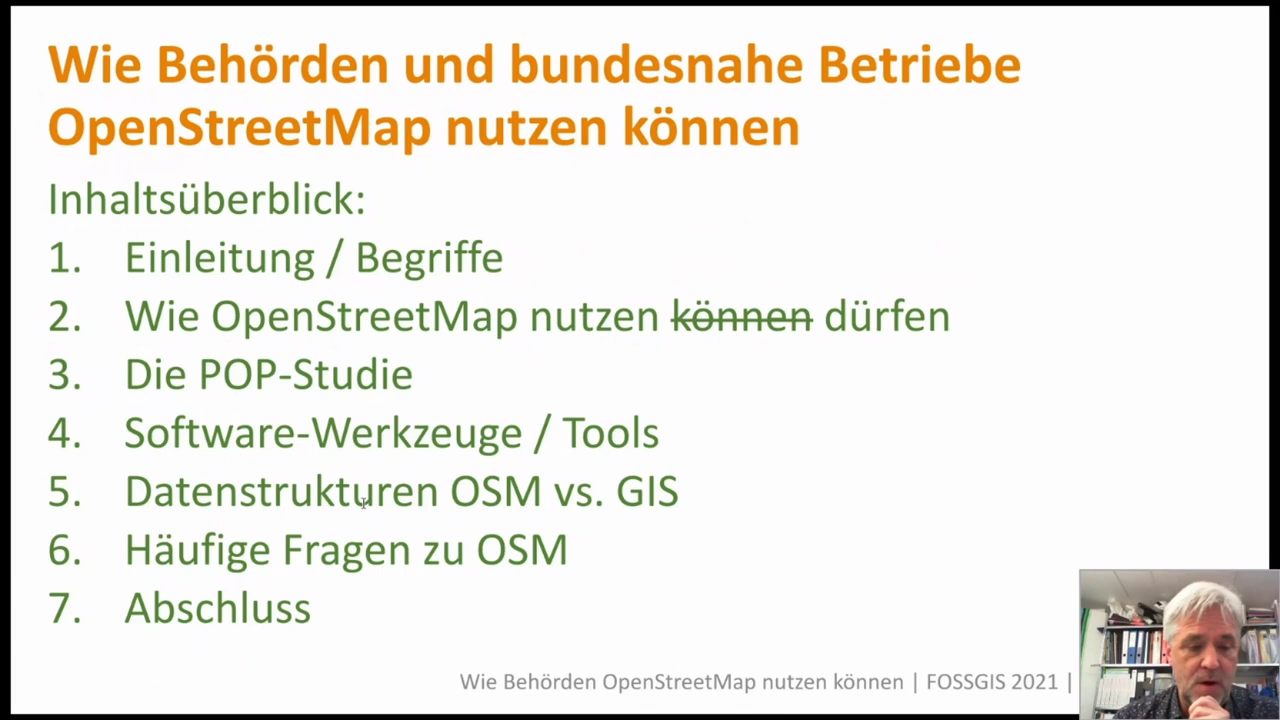 Wie Behörden und bundesnahe Betriebe
OpenStreetMap nutzen können
Inhaltsüberblick:
1. Einleitung / Begriffe
2. Wie OpenStreetMap nutzen können dürfen
3. Die POP-Studie
4. Software-Werkzeuge / Tools
5. Datenstrukturen OSM vs. GIS
6. Häufige Fragen zu OSM
7. Abschluss
Wie Behörden OpenStreetMap nutzen können | FOSSGIS 2021 |